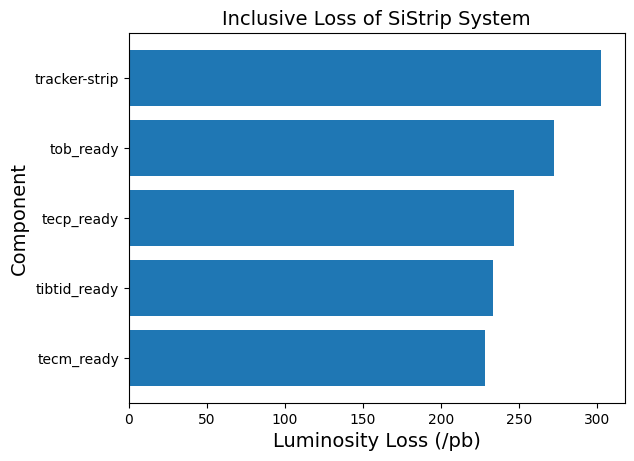 Inclusive Loss of SiStrip System
Component
tracker-strip
tob_ready
tecp_ready
tibtid_ready
tecm_ready
0 50 100 150 200 250 300
Luminosity Loss (/pb)